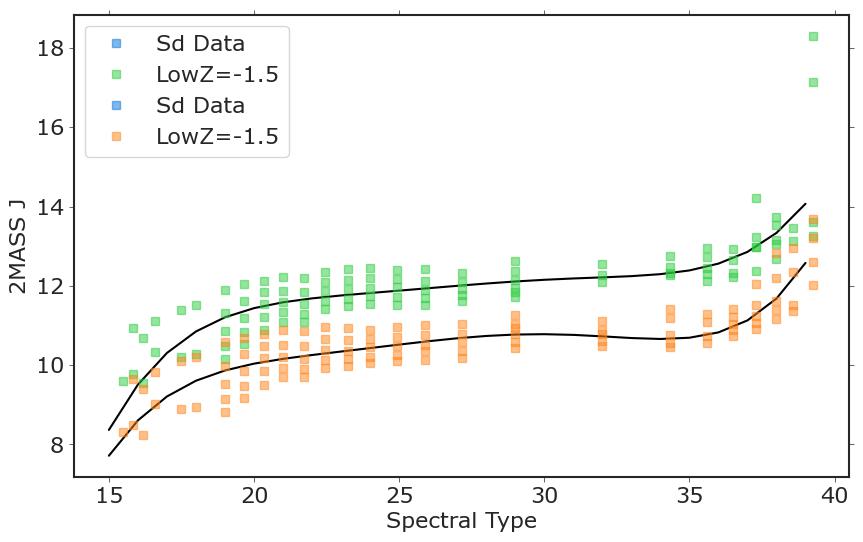 Sd Data
LowZ=-1.5
Sd Data
LowZ=-1.5
18
16
14
12
10
8
2MASS J
15 20 25 30 35 40
Spectral Type